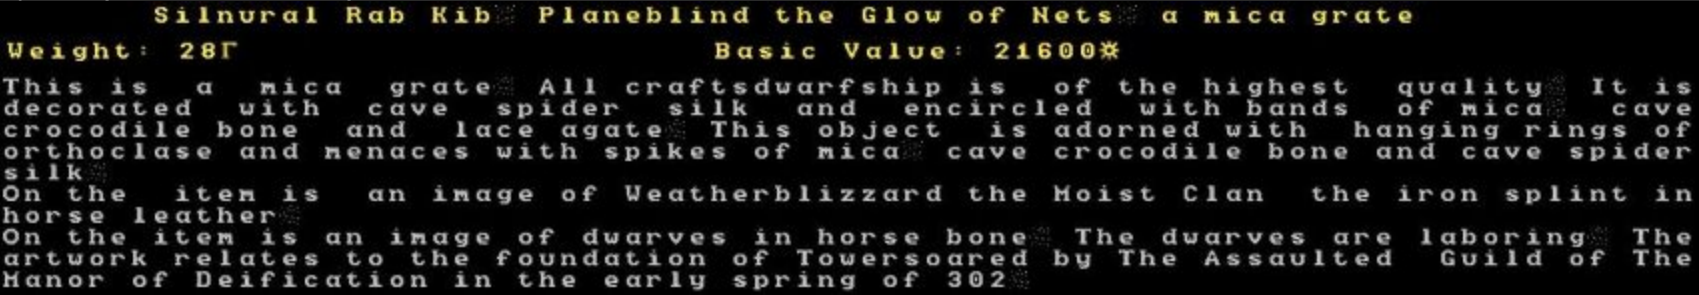 Silnural Rab Kib, Planeblind the Glow of Nets, a mica grate
Weight: 28Γ Basic Value: 21600☼
This is a mica grate. All craftsdwarfship is of the highest quality. It is
decorated with cave spider silk and encircled with bands of mica, cave
crocodile bone and lace agate. This object is adorned with hanging rings of
orthoclase and menaces with spikes of mica, cave crocodile bone and cave spider
silk.
On the item is an image of Weatherblizzard the Moist Clan the iron splint in
horse leather.
On the item is an image of dwarves in horse bone. The dwarves are laboring. The
artwork relates to the foundation of Towersoared by The Assaulted Guild of The
Manor of Deification in the early spring of 302.